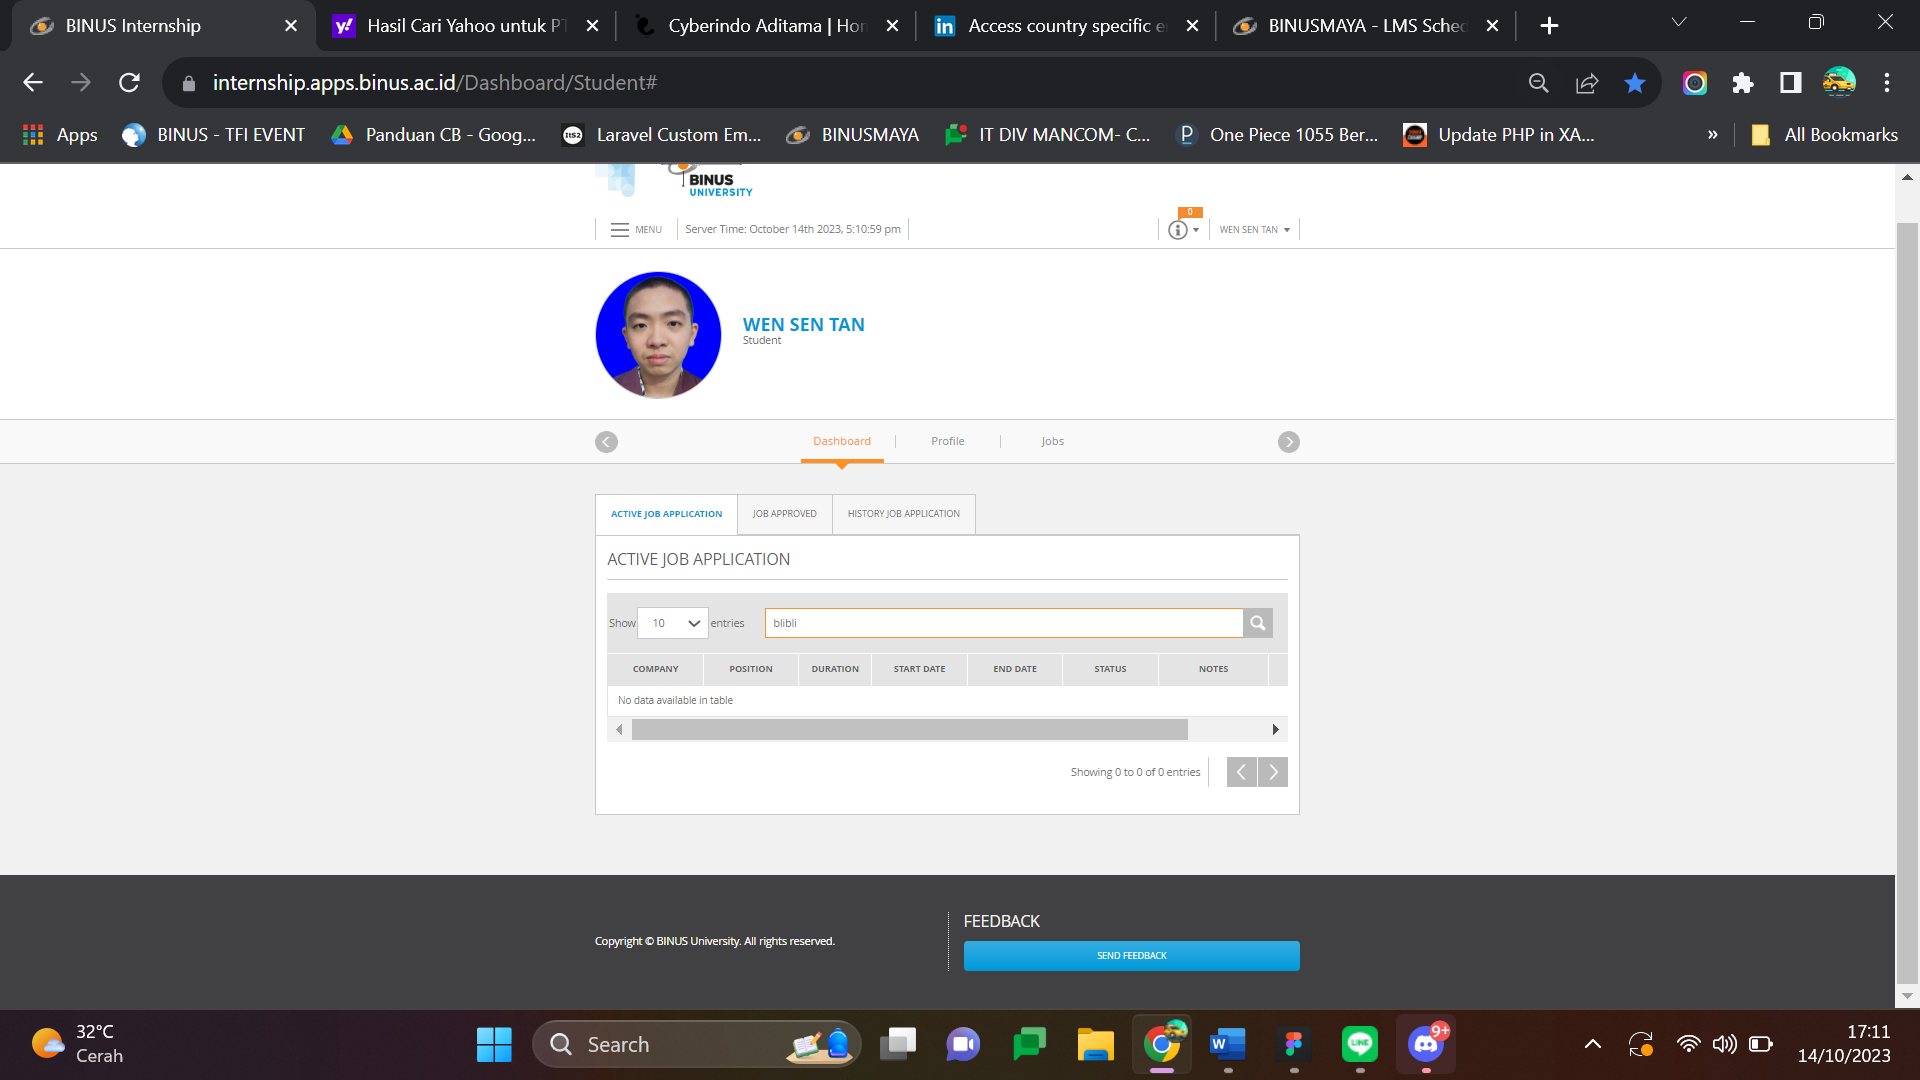 BINUS Internship
Hasil Cari Yahoo untuk PT
Cyberindo Aditama | Hom
Access country specific e
BINUSMAYA - LMS Sched
internship.apps.binus.ac.id/Dashboard/Student#
Apps
BINUS - TFI EVENT
Panduan CB - Goog...
ItS2
Laravel Custom Em...
BINUSMAYA
IT DIV MANCOM- C...
One Piece 1055 Ber...
Update PHP in XA...
»
All Bookmarks
BINUS
UNIVERSITY
MENU
Server Time: October 14th 2023, 5:10:59 pm
0
WEN SEN TAN
WEN SEN TAN
Student
Dashboard
Profile
Jobs
ACTIVE JOB APPLICATION
JOB APPROVED
HISTORY JOB APPLICATION
ACTIVE JOB APPLICATION
Show 10 entries
blibli
COMPANY POSITION DURATION START DATE END DATE STATUS NOTES
No data available in table
Showing 0 to 0 of 0 entries
Copyright © BINUS University. All rights reserved.
FEEDBACK
SEND FEEDBACK
32°C
Cerah
Search
LINE
9+
17:11
14/10/2023